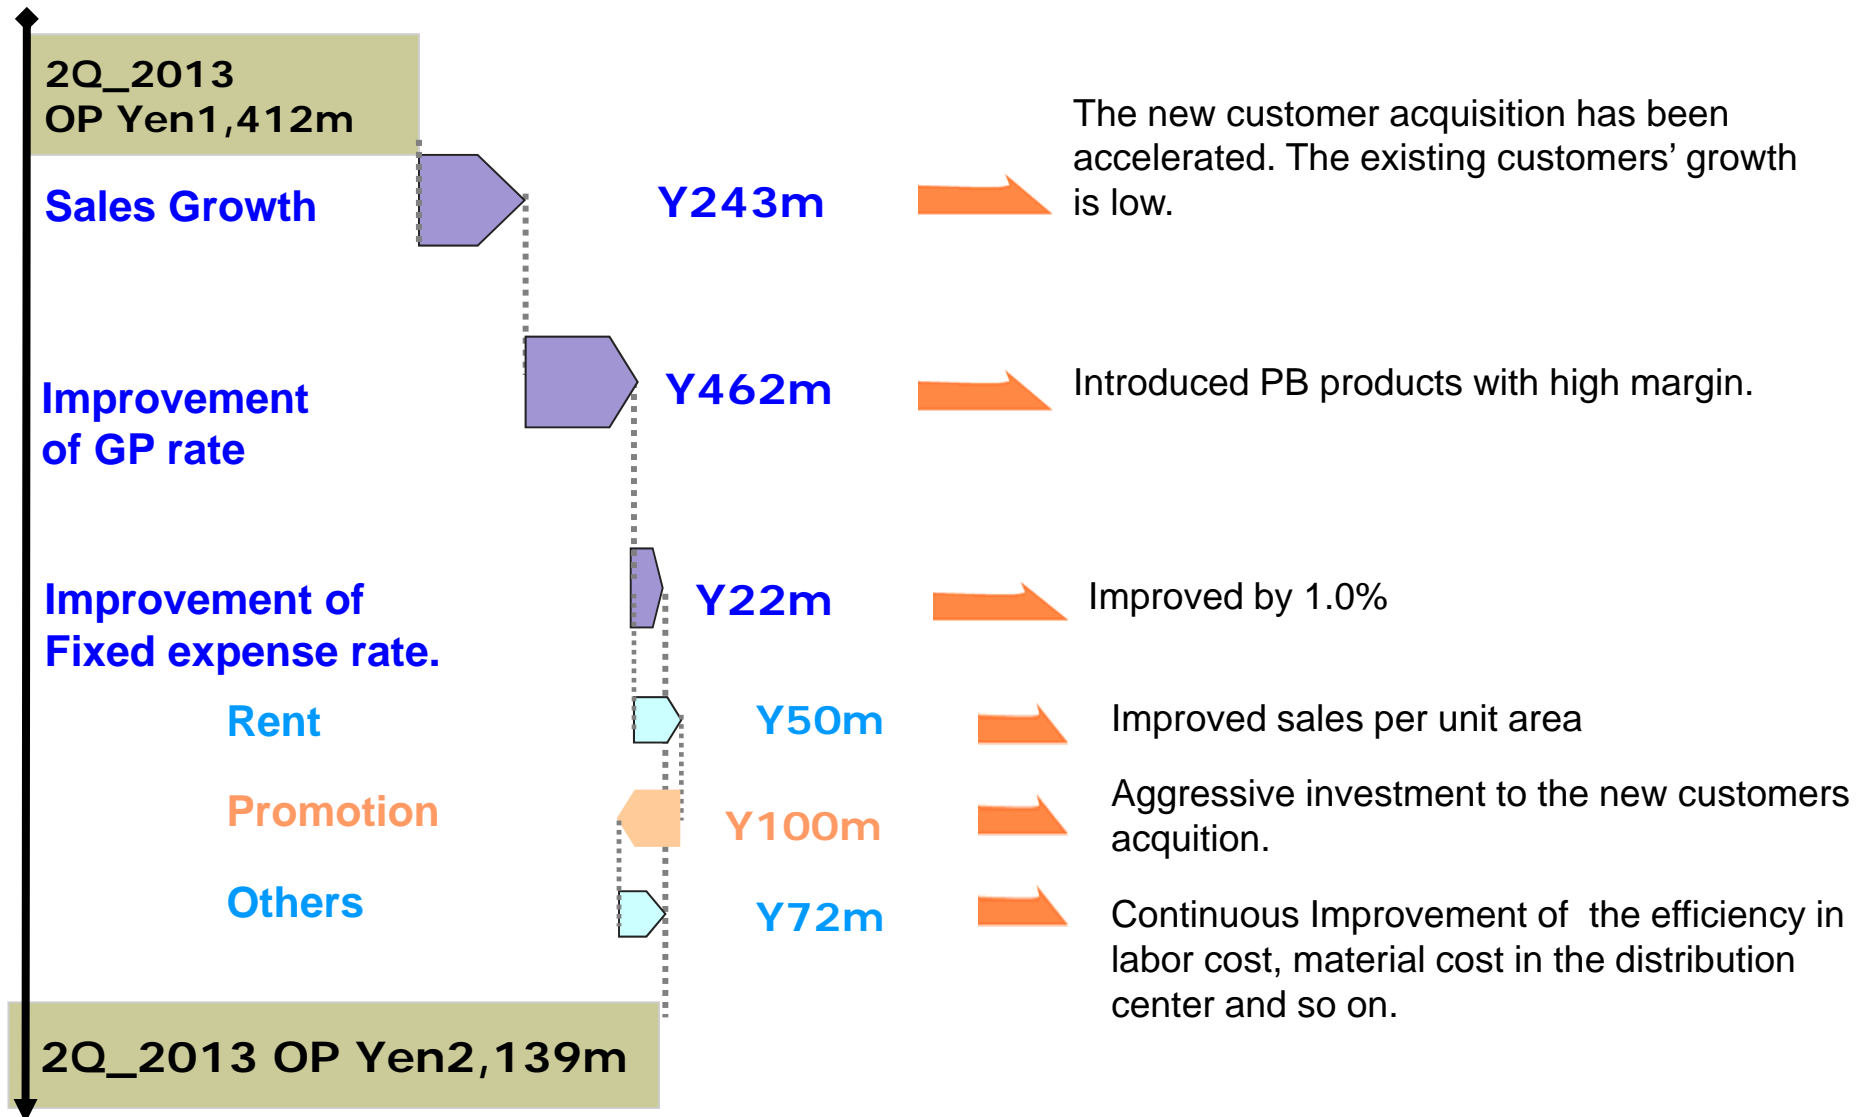 2Q_2013
OP Yen1,412m
Sales Growth
Y243m
The new customer acquisition has been
accelerated. The existing customers’ growth
is low.
Improvement
of GP rate
Y462m
Introduced PB products with high margin.
Improvement of
Fixed expense rate.
Y22m
Improved by 1.0%
Rent
Y50m
Improved sales per unit area
Promotion
Y100m
Aggressive investment to the new customers
acquition.
Others
Y72m
Continuous Improvement of  the efficiency in
labor cost, material cost in the distribution
center and so on.
2Q_2013 OP Yen2,139m